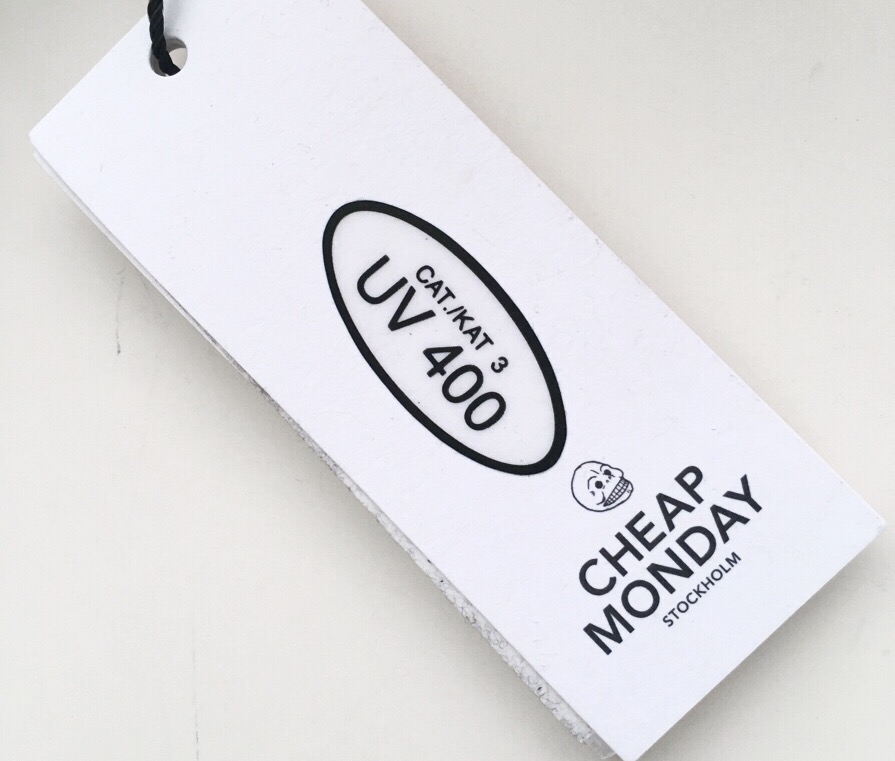 CAT./KAT 3
UV 400
CHEAP
MONDAY
STOCKHOLM